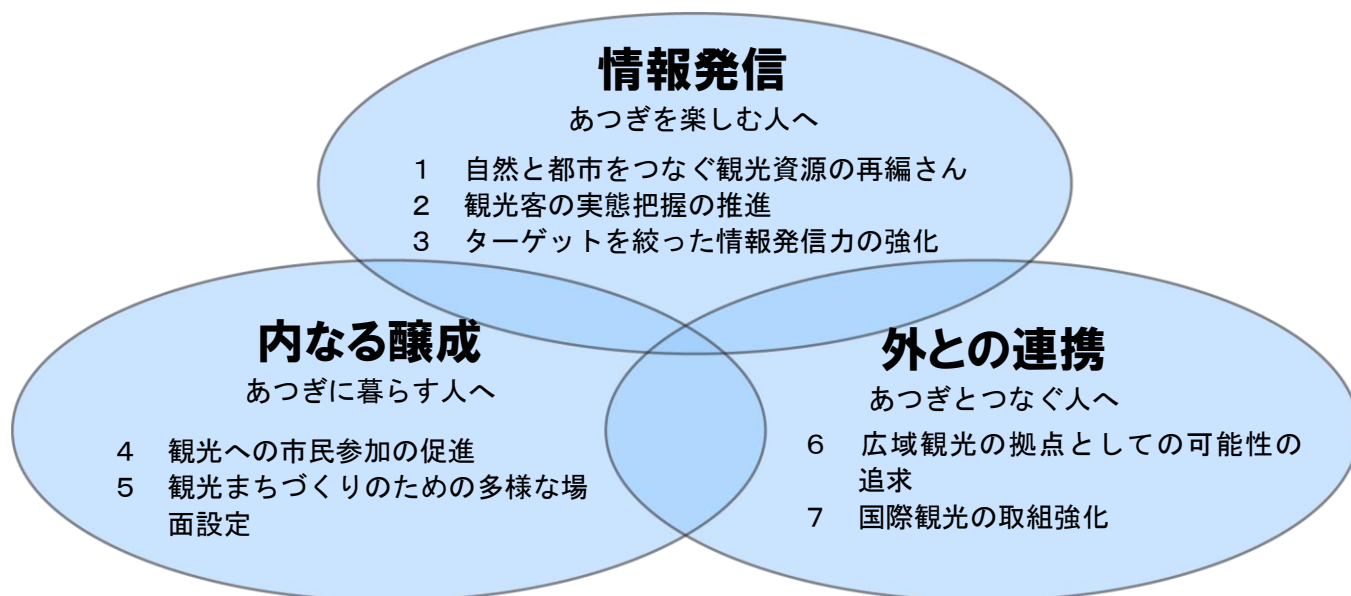 情報発信
あつぎを楽しむ人へ
１　自然と都市をつなぐ観光資源の再編さん
２　観光客の実態把握の推進
３　ターゲットを絞った情報発信力の強化
内なる醸成
あつぎに暮らす人へ
４　観光への市民参加の促進
５　観光まちづくりのための多様な場
面設定
外との連携
あつぎとつなぐ人へ
６　広域観光の拠点としての可能性の
追求
７　国際観光の取組強化